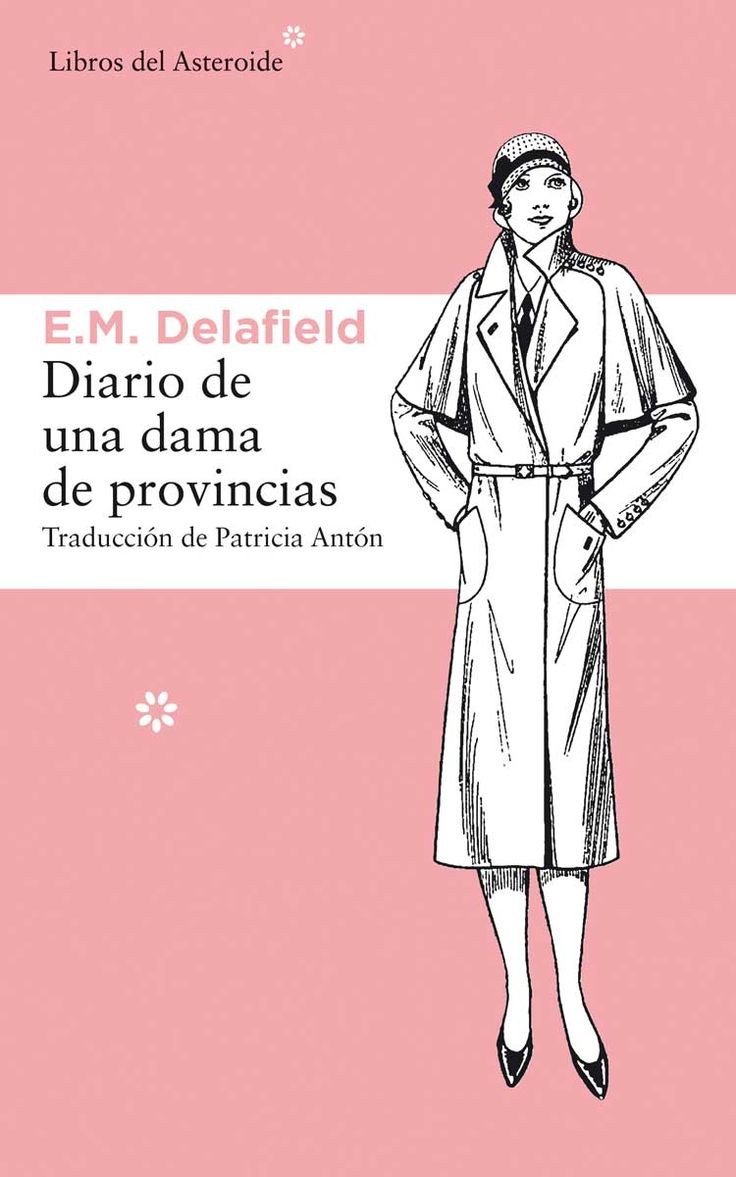 Libros del Asteroide
E.M. Delafield
Diario de
una dama
de provincias
Traducción de Patricia Antón